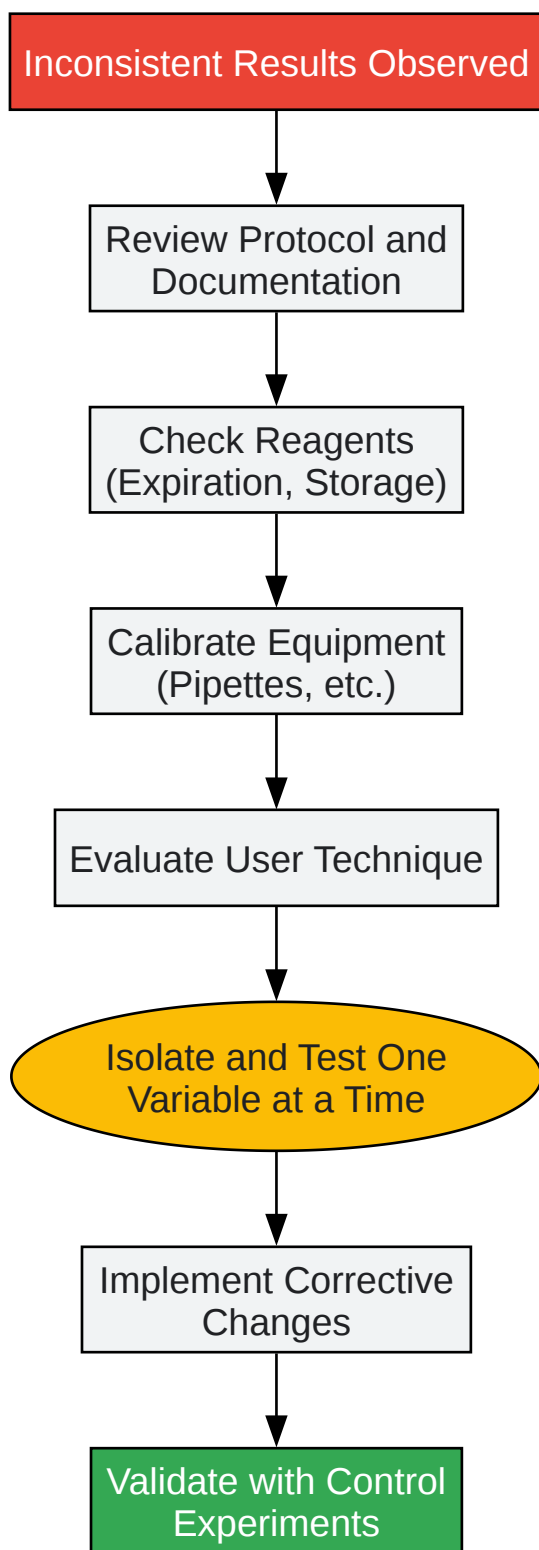 Inconsistent Results Observed
Review Protocol and
Documentation
Check Reagents
(Expiration, Storage)
Calibrate Equipment
(Pipettes, etc.)
Evaluate User Technique
Isolate and Test One
Variable at a Time
Implement Corrective
Changes
Validate with Control
Experiments